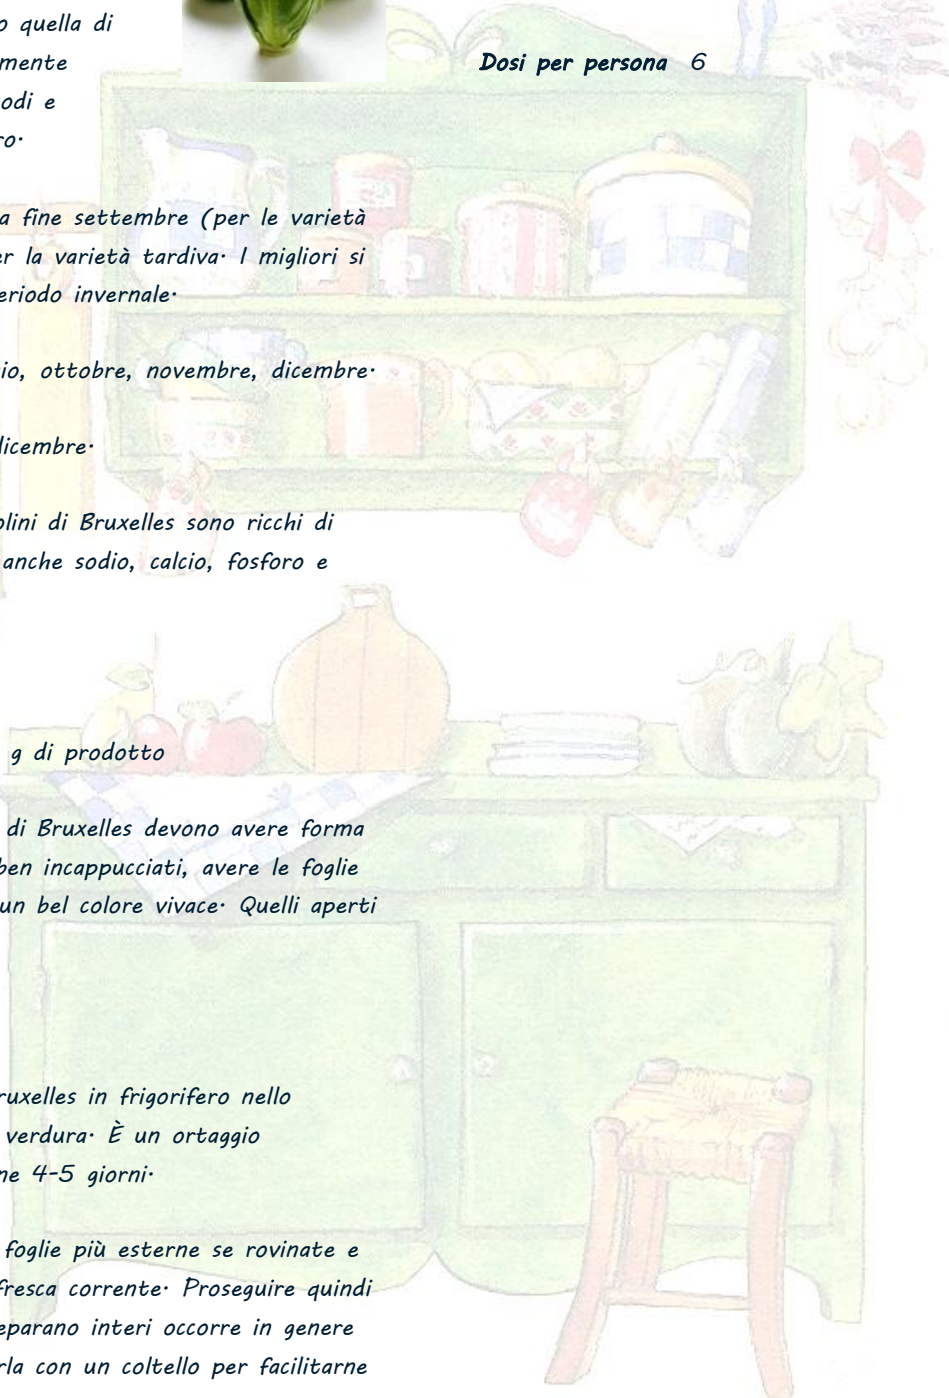 o quella di
mente
Dosi per persona 6
odi e
ro·
a fine settembre (per le varietà
er la varietà tardiva· I migliori si
eriodo invernale·
io, ottobre, novembre, dicembre·
dicembre·
olini di Bruxelles sono ricchi di
anche sodio, calcio, fosforo e
g di prodotto
di Bruxelles devono avere forma
ben incappucciati, avere le foglie
un bel colore vivace· Quelli aperti
ruxelles in frigorifero nello
verdura· È un ortaggio
ne 4-5 giorni·
foglie più esterne se rovinate e
fresca corrente· Proseguire quindi
eparano interi occorre in genere
rla con un coltello per facilitarne